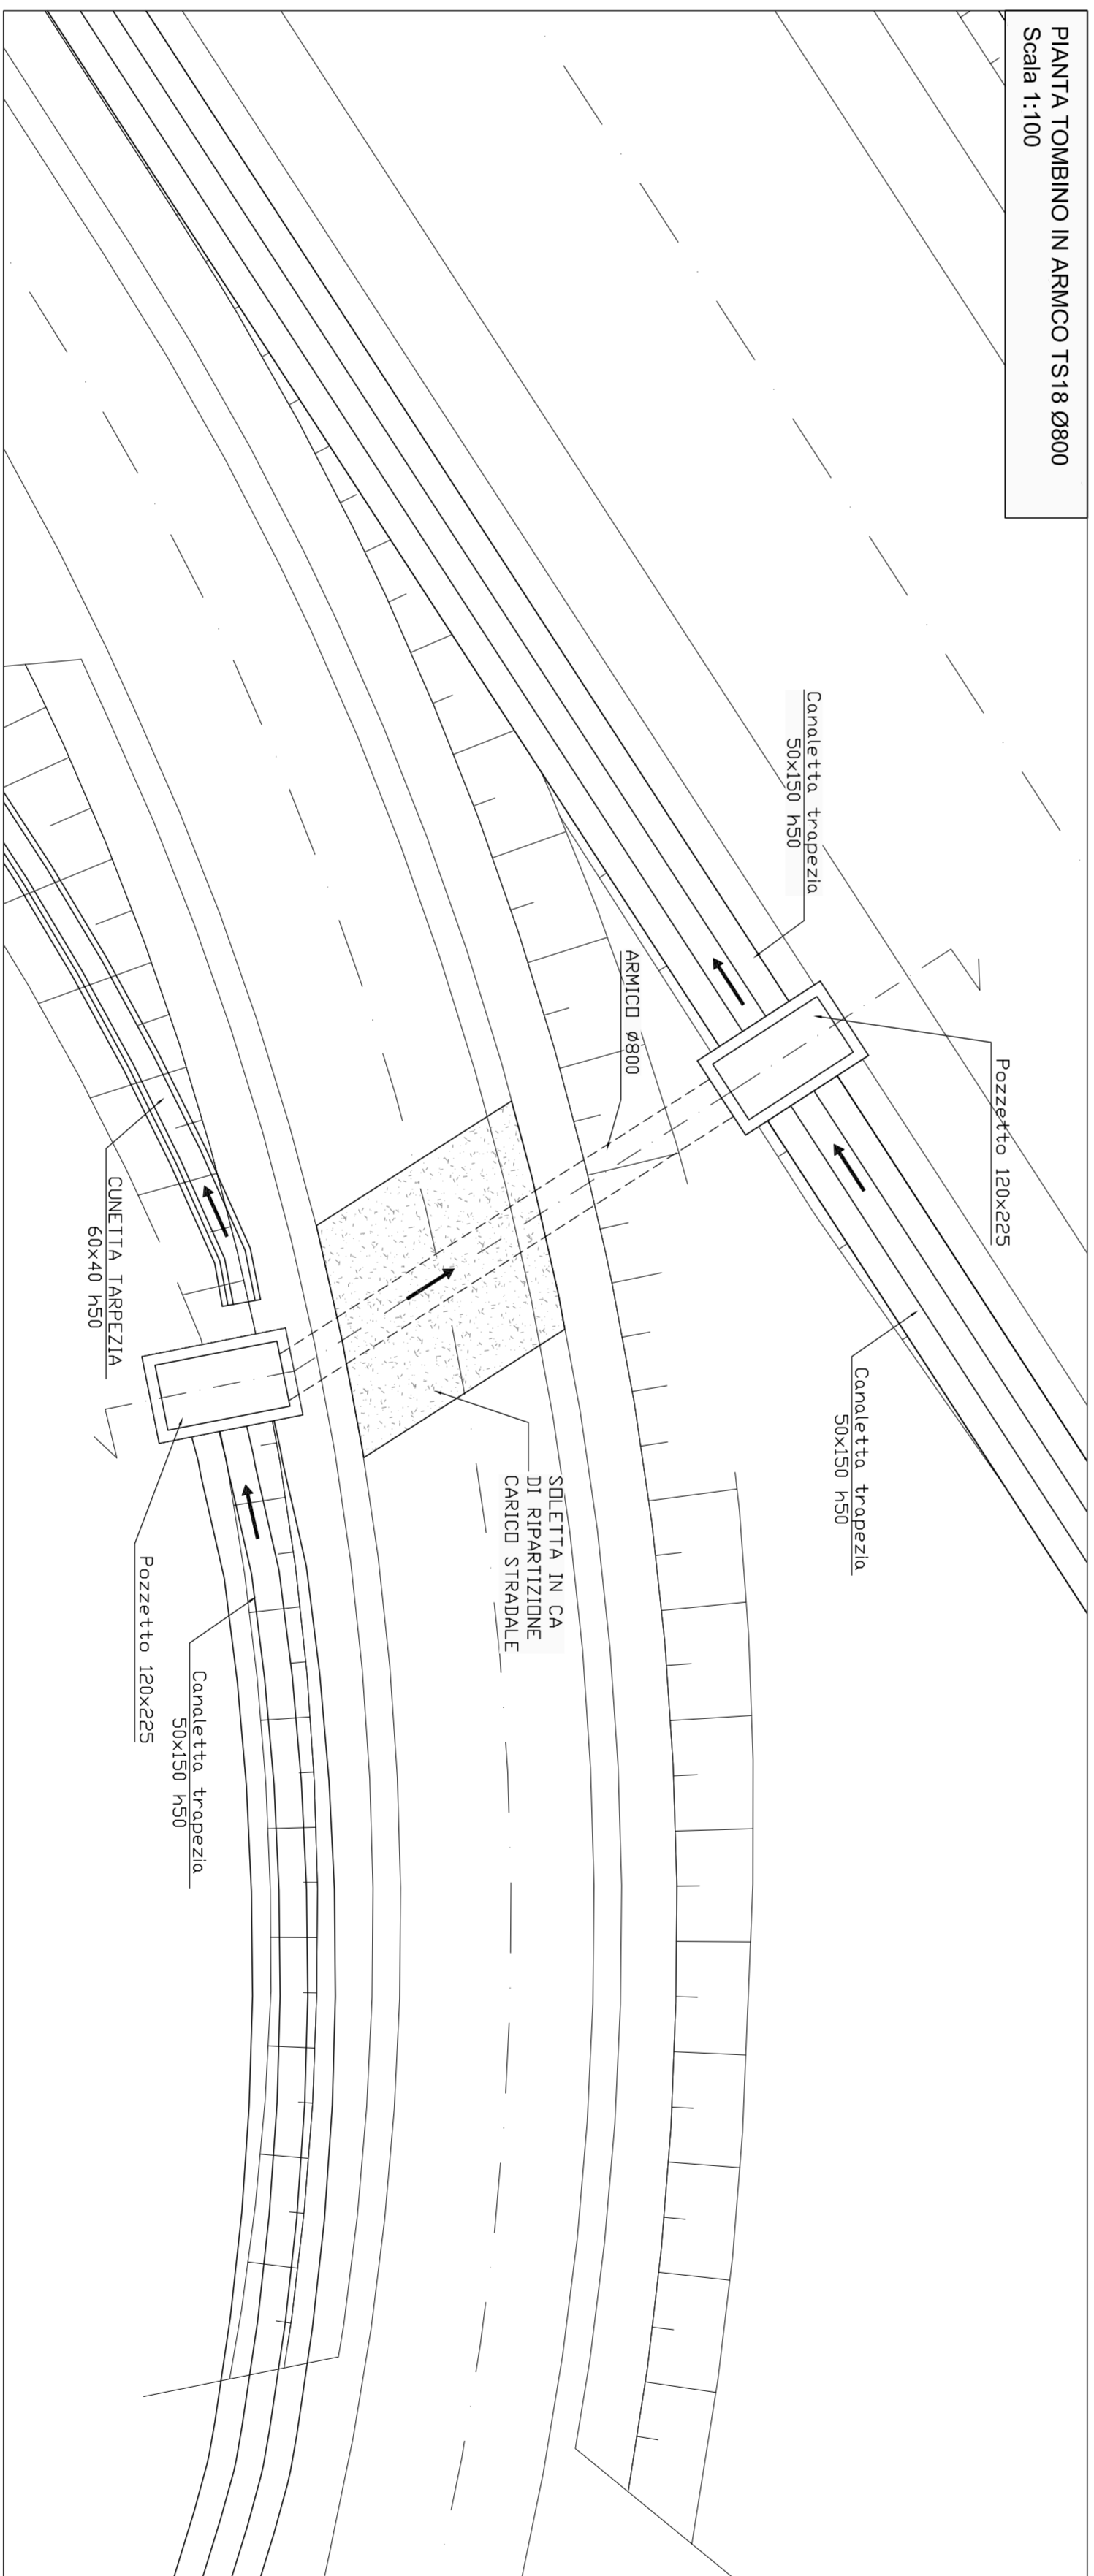 PIANTA TOMBINO IN ARMCO TS18 Ø800
Scala 1:100
Canaletta trapezia
50x150 h50
Pozzetto 120x225
ARMICO Ø800
Canaletta trapezia
50x150 h50
CUNETTA TARPEZIA
60x40 h50
SOLETTA IN CA
DI RIPARTIZIONE
CARICO STRADALE
Pozzetto 120x225
Canaletta trapezia
50x150 h50